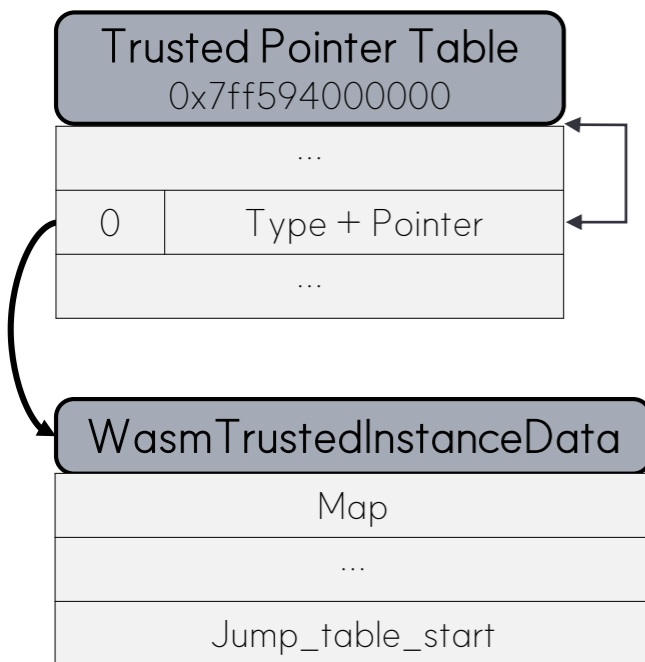 Trusted Pointer Table
0x7ff594000000
...
0 Type + Pointer
...
WasmTrustedInstanceData
Map
...
Jump_table_start